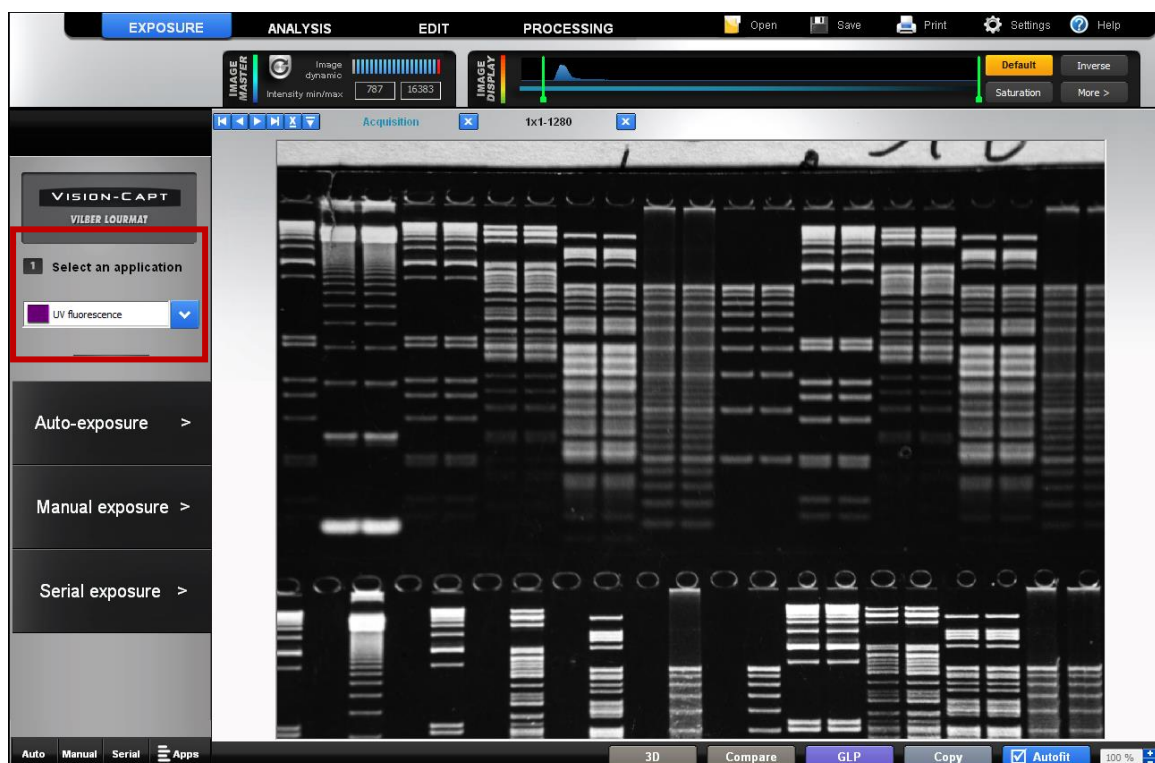 EXPOSURE ANALYSIS EDIT PROCESSING Open Save Print Settings Help
IMAGE MASTER
Image dynamic
Intensity min/max 787 16383
IMAGE DISPLAY
Default Inverse
Saturation More >
Acquisition 1x1-1280
VISION-CAPT
VILBER LOURMAT
1 Select an application
UV fluorescence
Auto-exposure >
Manual exposure >
Serial exposure >
Auto Manual Serial Apps 3D Compare GLP Copy Autofit 100 %